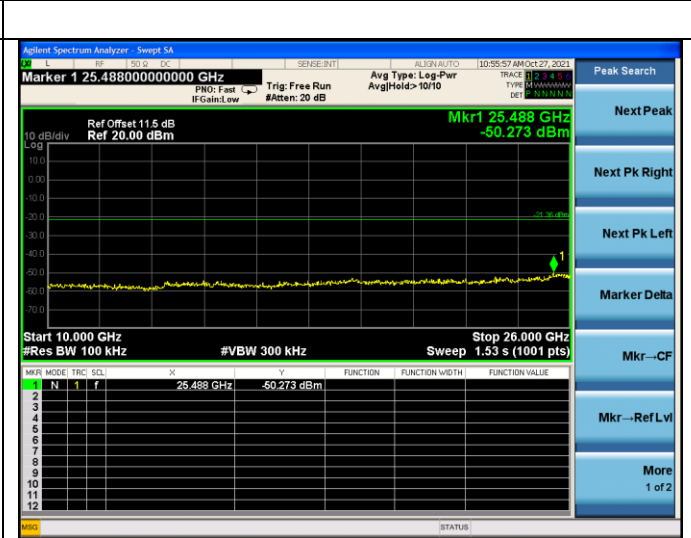 Agilent Spectrum Analyzer - Swept SA
L RF 50 Ω DC SENSE:INT ALIGN AUTO 10:55:57 AM Oct 27, 2021
Marker 1 25.488000000000 GHz
PNO: Fast
IFGain:Low
Trig: Free Run
#Atten: 20 dB
Avg Type: Log-Pwr
Avg|Hold:> 10/10
TRACE 1 2 3 4 5 6
TYPE M
DET P N N N N N
Peak Search
Ref Offset 11.5 dB
Ref 20.00 dBm
10 dB/div
Log
Mkr1 25.488 GHz
-50.273 dBm
10.0
0.00
-10.0
-20.0
-30.0
-40.0
-50.0
-60.0
-70.0
-21.36 dBm
1
Start 10.000 GHz
Stop 26.000 GHz
#Res BW 100 kHz
#VBW 300 kHz
Sweep 1.53 s (1001 pts)
MKR MODE TRC SCL X Y FUNCTION FUNCTION WIDTH FUNCTION VALUE
1 N 1 f 25.488 GHz -50.273 dBm
2
3
4
5
6
7
8
9
10
11
12
MSG
STATUS
Next Peak
Next Pk Right
Next Pk Left
Marker Delta
Mkr→CF
Mkr→Ref Lvl
More
1 of 2